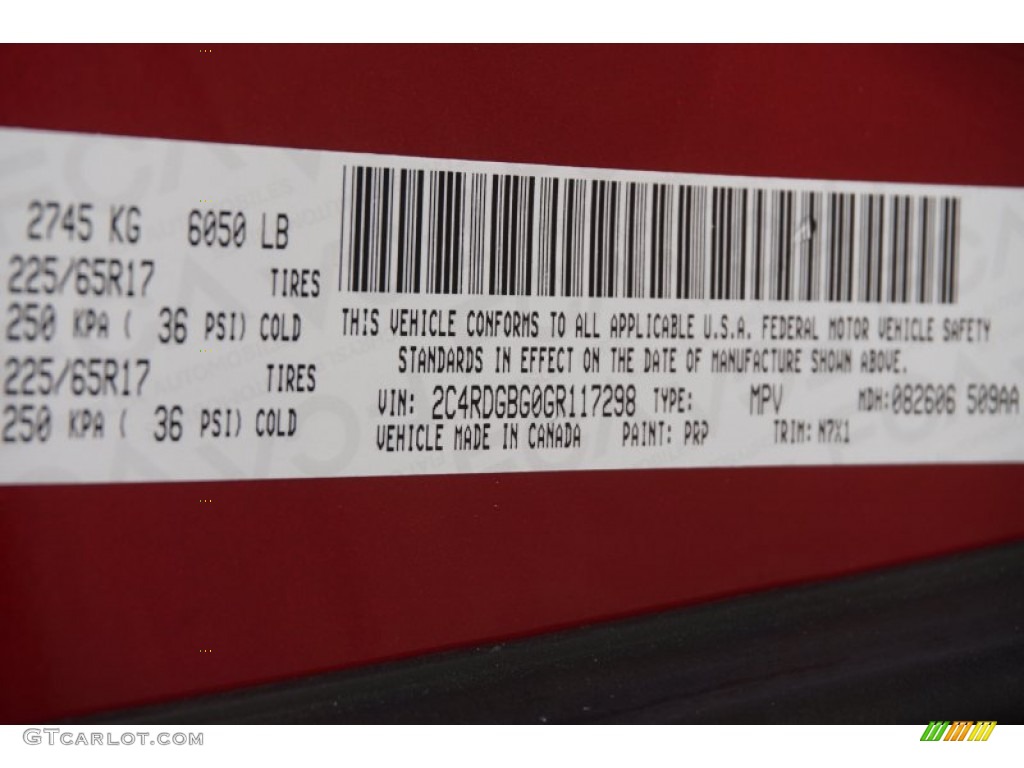 2745 KG 6050 LB
225/65R17 TIRES
250 KPA ( 36 PSI) COLD
225/65R17 TIRES
250 KPA ( 36 PSI) COLD
THIS VEHICLE CONFORMS TO ALL APPLICABLE U.S.A. FEDERAL MOTOR VEHICLE SAFETY
STANDARDS IN EFFECT ON THE DATE OF MANUFACTURE SHOWN ABOVE.
VIN: 2C4RDGBG0GR117298 TYPE: MPV MDH:082606 509AA
VEHICLE MADE IN CANADA PAINT: PRP TRIM: N7X1
GTCARLOT.COM